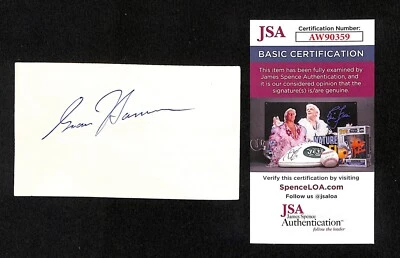 JSA
Certification Number:
AW90359
BASIC CERTIFICATION
This item has been fully examined by
James Spence Authentication, and it
is our considered opinion that the
signature(s) is/are genuine.
Verify this certification by visiting
SpenceLOA.com
Follow us @jsaloa
JSA
James Spence
Authentication
follow the leader